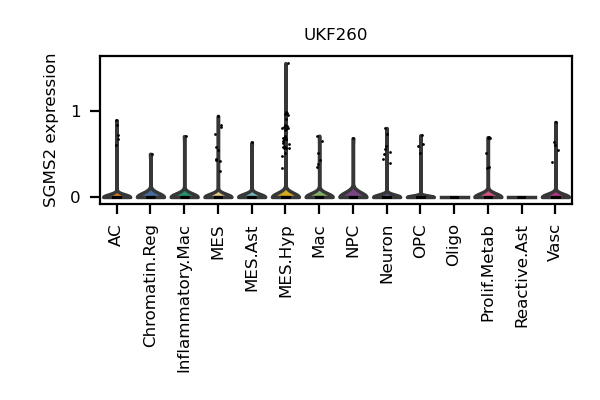 UKF260
SGMS2 expression
1
0
AC
Chromatin.Reg
Inflammatory.Mac
MES
MES.Ast
MES.Hyp
Mac
NPC
Neuron
OPC
Oligo
Prolif.Metab
Reactive.Ast
Vasc